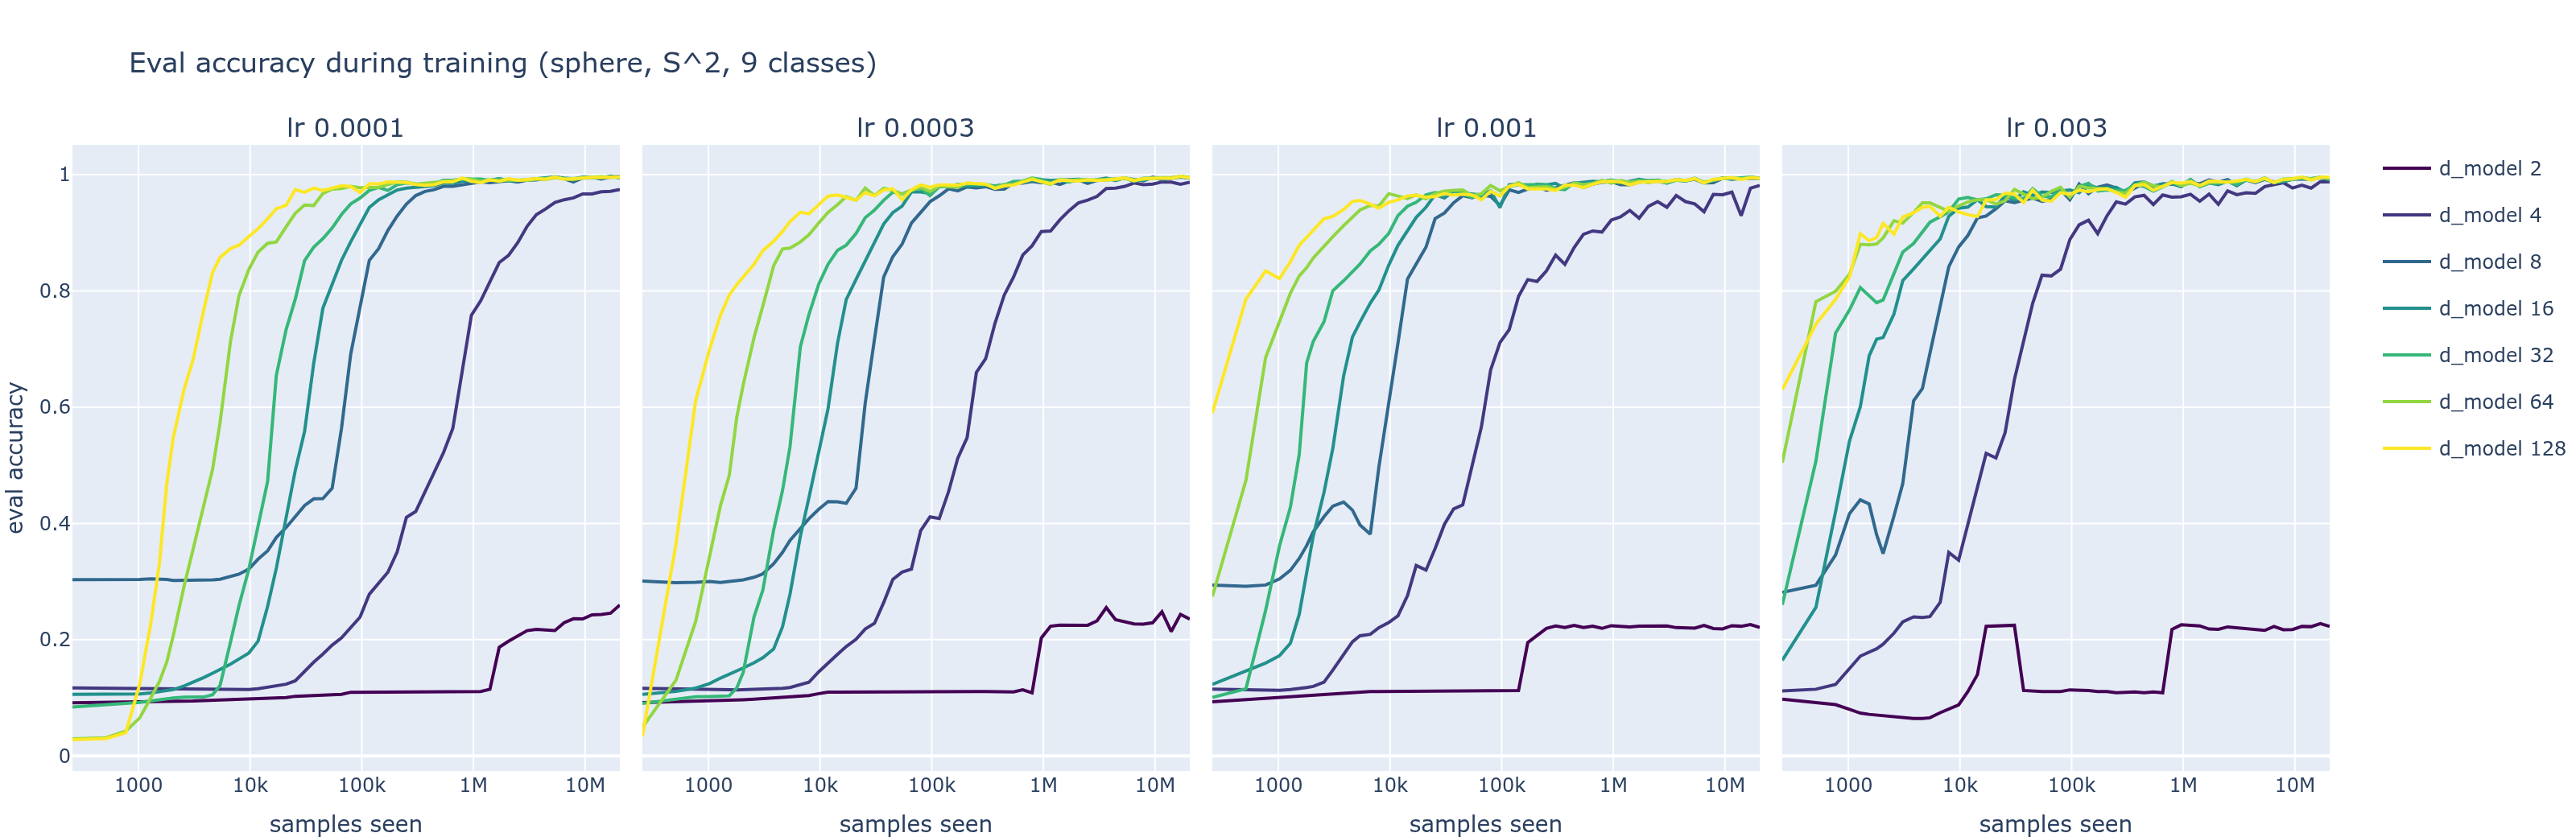 Eval accuracy during training (sphere, S^2, 9 classes)
lr 0.0001
lr 0.0003
lr 0.001
lr 0.003
eval accuracy
1
0.8
0.6
0.4
0.2
0
1000 10k 100k 1M 10M
1000 10k 100k 1M 10M
1000 10k 100k 1M 10M
1000 10k 100k 1M 10M
samples seen
samples seen
samples seen
samples seen
d_model 2
d_model 4
d_model 8
d_model 16
d_model 32
d_model 64
d_model 128